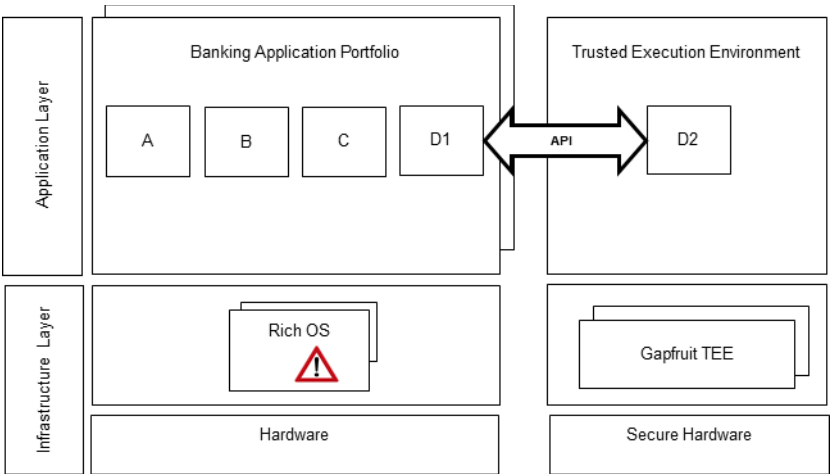 Application Layer
Banking Application Portfolio
A
B
C
D1
API
Trusted Execution Environment
D2
Infrastructure Layer
Rich OS
!
Gapfruit TEE
Hardware
Secure Hardware